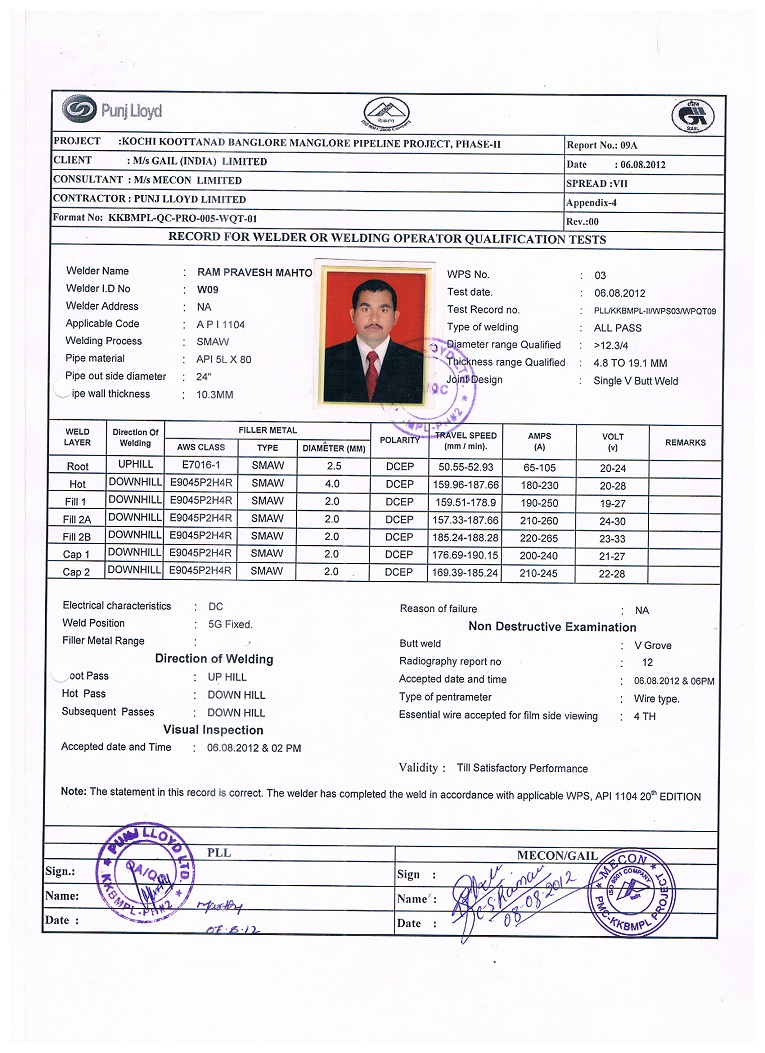 Punj Lloyd
PROJECT :KOCHI KOOTTANAD BANGLORE MANGLORE PIPELINE PROJECT, PHASE-II
Report No.: 09A
CLIENT : M/s GAIL (INDIA) LIMITED
Date : 06.08.2012
CONSULTANT : M/s MECON LIMITED
SPREAD :VII
CONTRACTOR : PUNJ LLOYD LIMITED
Appendix-4
Format No: KKBMPL-QC-PRO-005-WQT-01
Rev.:00
RECORD FOR WELDER OR WELDING OPERATOR QUALIFICATION TESTS
Welder Name : RAM PRAVESH MAHTO
Welder I.D No : W09
Welder Address : NA
Applicable Code : A P I 1104
Welding Process : SMAW
Pipe material : API 5L X 80
Pipe out side diameter : 24"
ipe wall thickness : 10.3MM
WPS No. : 03
Test date. : 06.08.2012
Test Record no. : PLL/KKBMPL-II/WPS03/WPQT09
Type of welding : ALL PASS
Diameter range Qualified : >12.3/4
Thickness range Qualified : 4.8 TO 19.1 MM
Joint Design : Single V Butt Weld
WELD LAYER Direction Of Welding FILLER METAL POLARITY TRAVEL SPEED (mm / min). AMPS (A) VOLT (v) REMARKS
AWS CLASS TYPE DIAMETER (MM)
Root UPHILL E7016-1 SMAW 2.5 DCEP 50.55-52.93 65-105 20-24
Hot DOWNHILL E9045P2H4R SMAW 4.0 DCEP 159.96-187.66 180-230 20-28
Fill 1 DOWNHILL E9045P2H4R SMAW 2.0 DCEP 159.51-178.9 190-250 19-27
Fill 2A DOWNHILL E9045P2H4R SMAW 2.0 DCEP 157.33-187.66 210-260 24-30
Fill 2B DOWNHILL E9045P2H4R SMAW 2.0 DCEP 185.24-188.28 220-265 23-33
Cap 1 DOWNHILL E9045P2H4R SMAW 2.0 DCEP 176.69-190.15 200-240 21-27
Cap 2 DOWNHILL E9045P2H4R SMAW 2.0 DCEP 169.39-185.24 210-245 22-28
Electrical characteristics : DC
Weld Position : 5G Fixed.
Filler Metal Range :
Direction of Welding
oot Pass : UP HILL
Hot Pass : DOWN HILL
Subsequent Passes : DOWN HILL
Visual Inspection
Accepted date and Time : 06.08.2012 & 02 PM
Reason of failure : NA
Non Destructive Examination
Butt weld : V Grove
Radiography report no : 12
Accepted date and time : 06.08.2012 & 06PM
Type of pentrameter : Wire type.
Essential wire accepted for film side viewing : 4 TH
Validity : Till Satisfactory Performance
Note: The statement in this record is correct. The welder has completed the weld in accordance with applicable WPS, API 1104 20th EDITION
PLL
MECON/GAIL
Sign.:
Name:
Date :
Sign :
Name :
Date :
08-08-2012
PUNJ LLOYD LTD.
QA/QC
KKBMPL-PH#2
MECON
ISO 9001 COMPANY
PMC-KKBMPL PROJECT